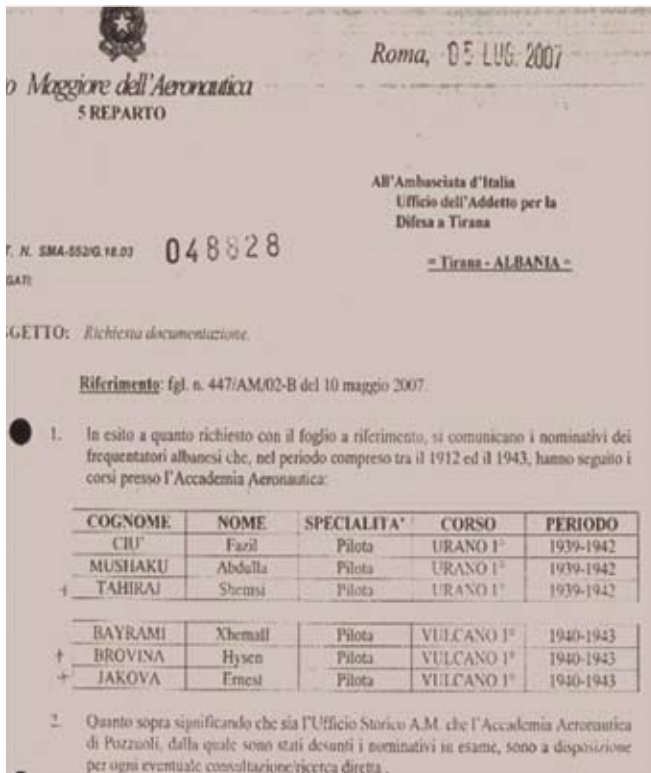 Roma, 05 LUG. 2007
o Maggiore dell'Aeronautica
5 REPARTO
All'Ambasciata d'Italia
Ufficio dell'Addetto per la
Difesa a Tirana
T. N. SMA-552/G.18.03 048828
= Tirana - ALBANIA =
GATI:
GGETTO: Richiesta documentazione.
Riferimento: fgl. n. 447/AM/02-B del 10 maggio 2007.
1. In esito a quanto richiesto con il foglio a riferimento, si comunicano i nominativi dei
frequentatori albanesi che, nel periodo compreso tra il 1912 ed il 1943, hanno seguito i
corsi presso l'Accademia Aeronautica:
COGNOME NOME SPECIALITA' CORSO PERIODO
CIU' Fazil Pilota URANO 1° 1939-1942
MUSHAKU Abdulla Pilota URANO 1° 1939-1942
+ TAHIRAJ Shemsi Pilota URANO 1° 1939-1942
BAYRAMI Xhemall Pilota VULCANO 1° 1940-1943
+ BROVINA Hysen Pilota VULCANO 1° 1940-1943
+ JAKOVA Ernest Pilota VULCANO 1° 1940-1943
2. Quanto sopra significando che sia l'Ufficio Storico A.M. che l'Accademia Aeronautica
di Pozzuoli, dalla quale sono stati desunti i nominativi in esame, sono a disposizione
per ogni eventuale consultazione/ricerca diretta.